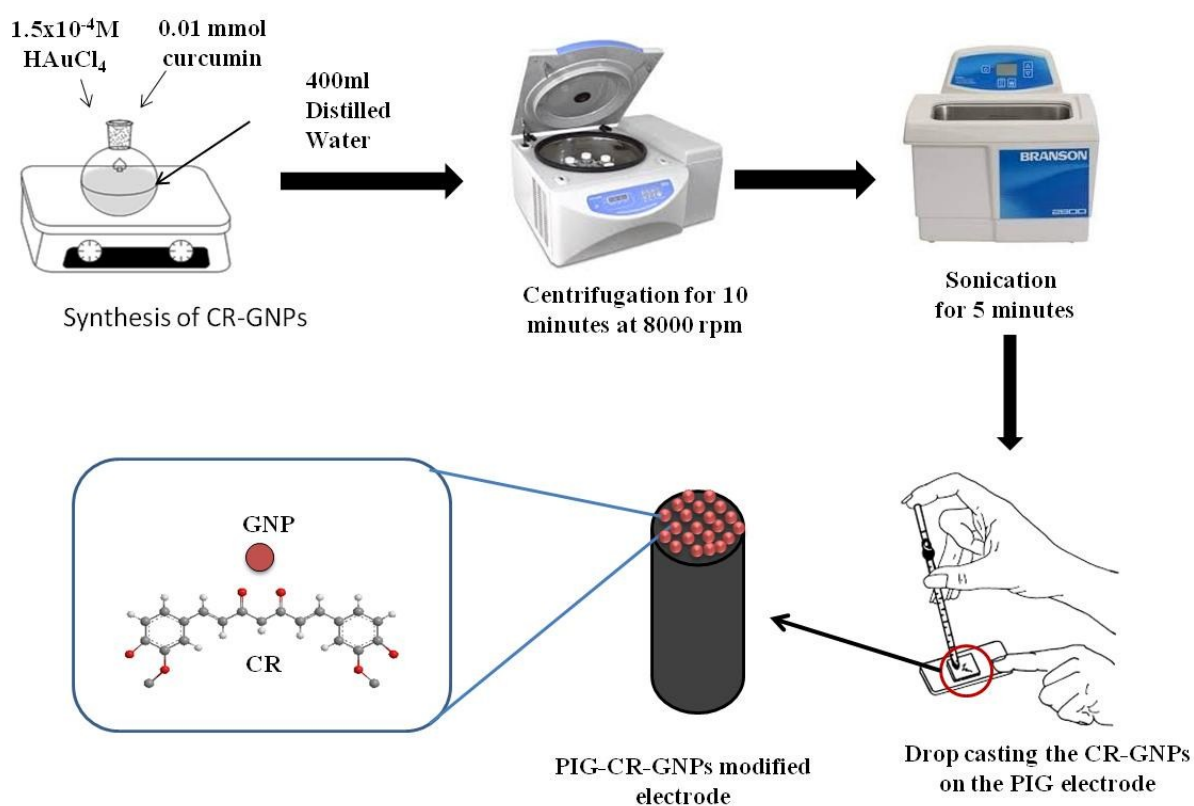 1.5x10⁻⁴M
HAuCl₄
0.01 mmol
curcumin
400ml
Distilled
Water
Synthesis of CR-GNPs
Centrifugation for 10
minutes at 8000 rpm
BRANSON
2800
Sonication
for 5 minutes
GNP
CR
PIG-CR-GNPs modified
electrode
Drop casting the CR-GNPs
on the PIG electrode